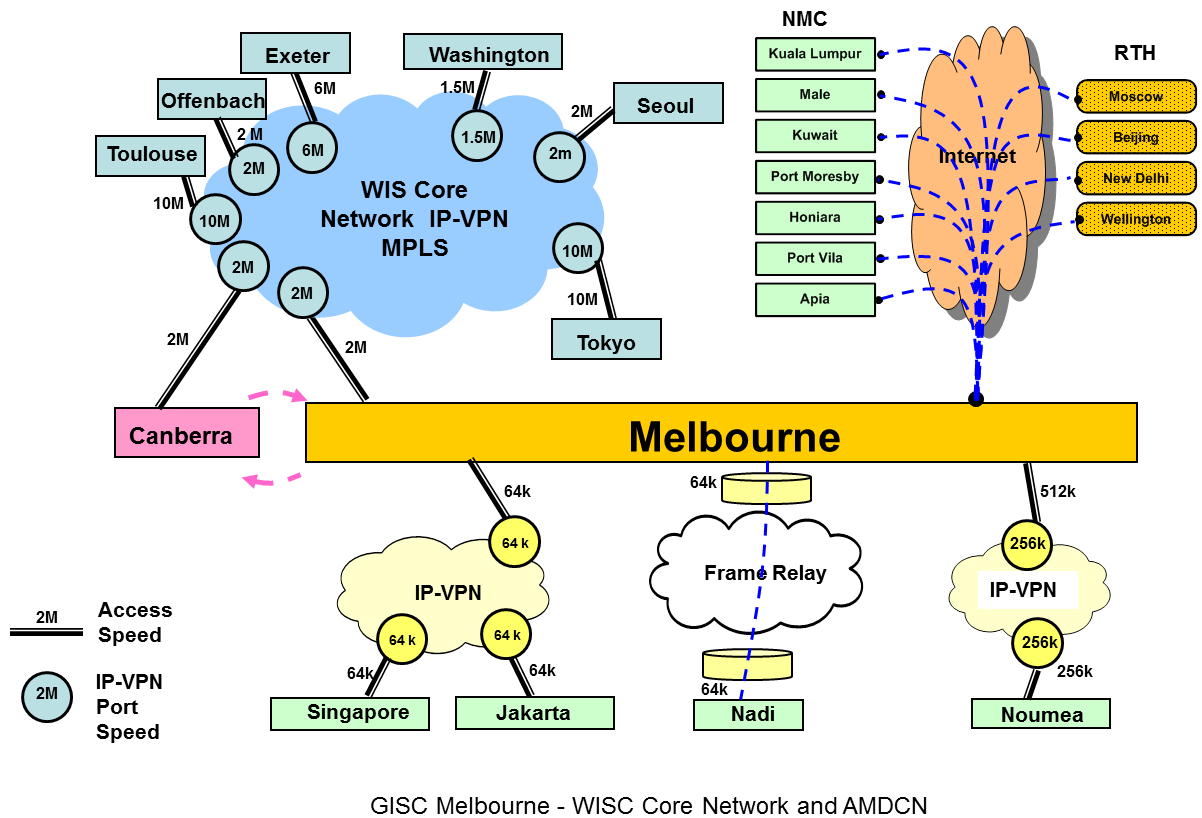 NMC
RTH
Exeter
Washington
Offenbach
Seoul
Toulouse
6M
1.5M
2M
2 M
10M
6M
1.5M
2m
2M
10M
2M
2M
10M
WIS Core
Network IP-VPN
MPLS
10M
Tokyo
2M
2M
Kuala Lumpur
Male
Kuwait
Port Moresby
Honiara
Port Vila
Apia
Internet
Moscow
Beijing
New Delhi
Wellington
Canberra
Melbourne
64k
64k
512k
64 k
IP-VPN
64 k
64 k
64k
64k
Singapore
Jakarta
Frame Relay
64k
Nadi
256k
IP-VPN
256k
256k
Noumea
2M
Access
Speed
2M
IP-VPN
Port
Speed
GISC Melbourne - WISC Core Network and AMDCN